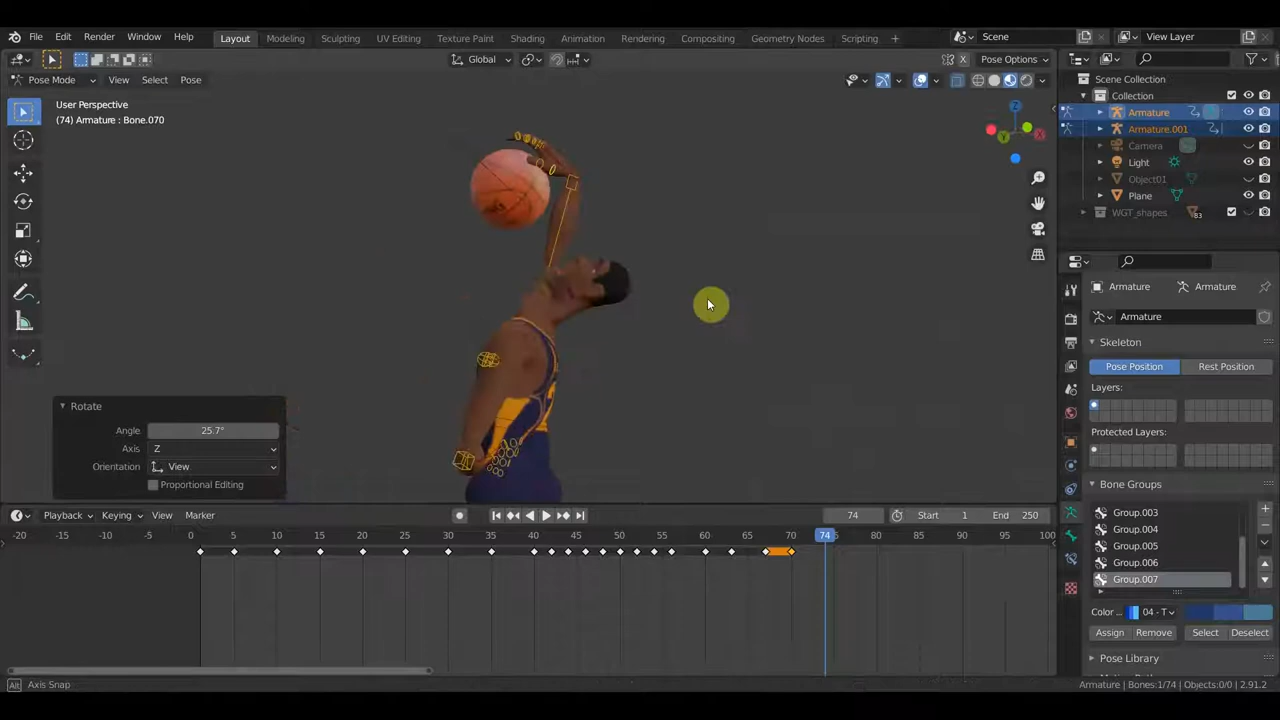 File Edit Render Window Help Layout Modeling Sculpting UV Editing Texture Paint Shading Animation Rendering Compositing Geometry Nodes Scripting + Scene View Layer
Global Pose Options
Pose Mode View Select Pose
User Perspective
(74) Armature : Bone.070
Scene Collection
Collection
Armature
Armature.001
Camera
Light
Object01
Plane
WGT_shapes 83
Armature Armature
Armature
Skeleton
Pose Position Rest Position
Layers:
Protected Layers:
Bone Groups
Group.003
Group.004
Group.005
Group.006
Group.007
Color ... 04 - T
Assign Remove Select Deselect
Pose Library
Rotate
Angle 25.7°
Axis Z
Orientation View
Proportional Editing
Playback Keying View Marker 74 Start 1 End 250
-20 -15 -10 -5 0 5 10 15 20 25 30 35 40 45 50 55 60 65 70 74 80 85 90 95 100
Alt Axis Snap Armature | Bones:1/74 | Objects:0/0 | 2.91.2